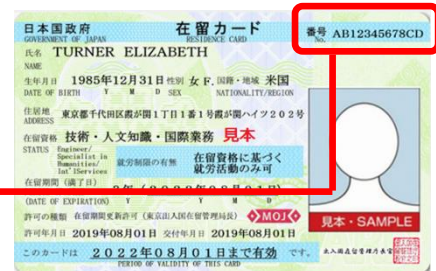 日本国政府 在留カード 番号 AB12345678CD
GOVERNMENT OF JAPAN RESIDENCE CARD No.
氏名 TURNER ELIZABETH
NAME
生年月日 1985年12月31日 性別 女 F. 国籍・地域 米国
DATE OF BIRTH Y M D SEX NATIONALITY/REGION
住居地 東京都千代田区霞が関1丁目1番1号霞が関ハイツ202号
ADDRESS
在留資格 技術・人文知識・国際業務 見本
STATUS Engineer/
Specialist in
Humanities/
Int'lServices
就労制限の有無 在留資格に基づく
就労活動のみ可
在留期間(満了日)
(DATE OF EXPIRATION) Y M D
許可の種類 在留期間更新許可(東京出入国在留管理局長) MOJ
見本・SAMPLE
許可年月日 2019年08月01日 交付年月日 2019年08月01日
このカードは 2022年08月01日まで有効 です。
PERIOD OF VALIDITY OF THIS CARD
出入国在留管理庁長官